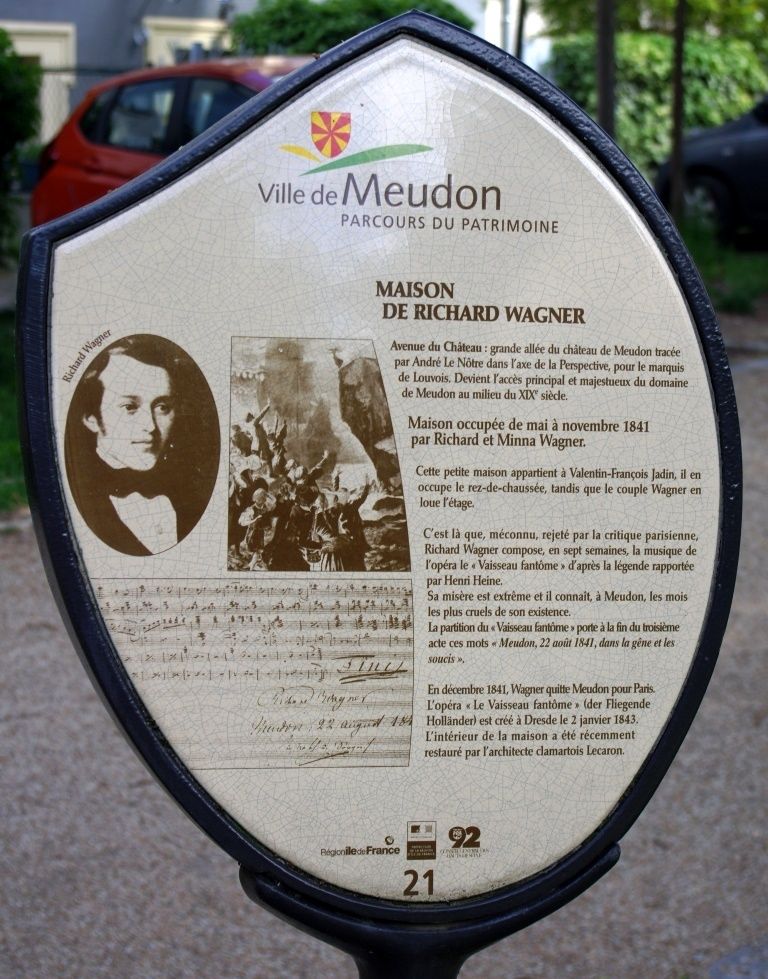 Ville de Meudon
PARCOURS DU PATRIMOINE
MAISON
DE RICHARD WAGNER
Richard Wagner
Avenue du Château : grande allée du château de Meudon tracée
par André Le Nôtre dans l'axe de la Perspective, pour le marquis
de Louvois. Devient l'accès principal et majestueux du domaine
de Meudon au milieu du XIXe siècle.
Maison occupée de mai à novembre 1841
par Richard et Minna Wagner.
Cette petite maison appartient à Valentin-François Jadin, il en
occupe le rez-de-chaussée, tandis que le couple Wagner en
loue l'étage.
C'est là que, méconnu, rejeté par la critique parisienne,
Richard Wagner compose, en sept semaines, la musique de
l'opéra le « Vaisseau fantôme » d'après la légende rapportée
par Henri Heine.
Sa misère est extrême et il connaît, à Meudon, les mois
les plus cruels de son existence.
La partition du « Vaisseau fantôme » porte à la fin du troisième
acte ces mots « Meudon, 22 août 1841, dans la gêne et les
soucis ».
En décembre 1841, Wagner quitte Meudon pour Paris.
L'opéra « Le Vaisseau fantôme » (der Fliegende
Holländer) est créé à Dresde le 2 janvier 1843.
L'intérieur de la maison a été récemment
restauré par l'architecte clamartois Lecaron.
Finis
Richard Wagner
Meudon, 22 august 184
Région île de France
92
21